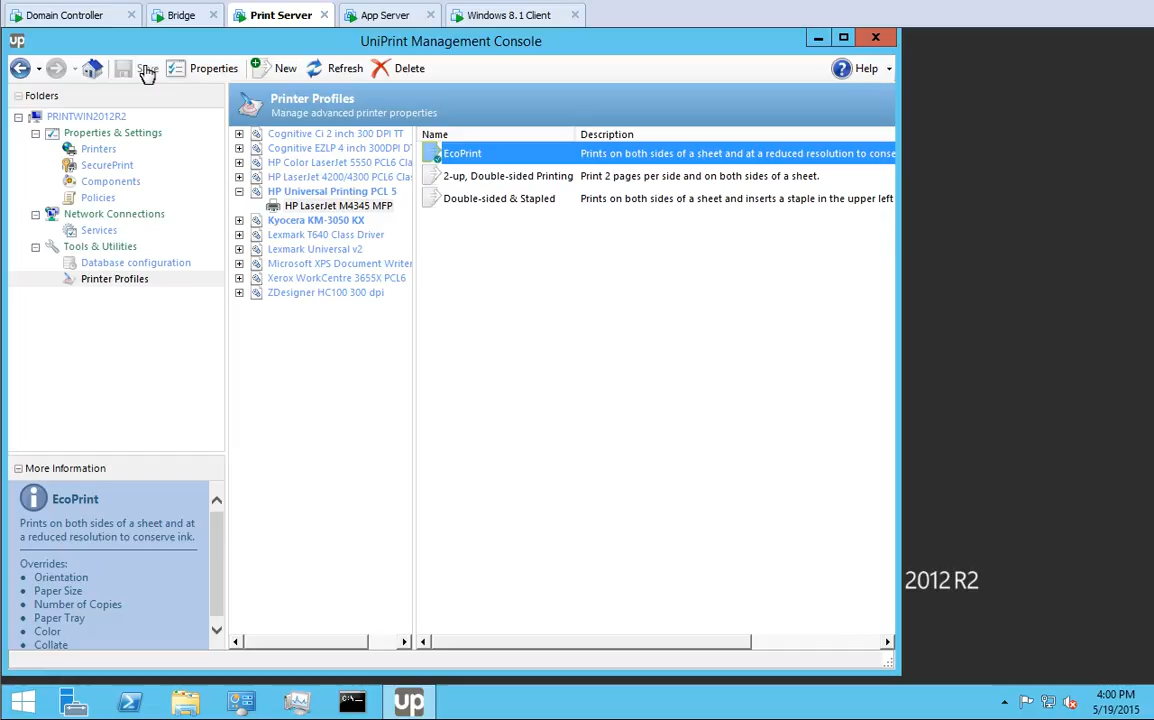 Domain Controller
Bridge
Print Server
App Server
Windows 8.1 Client
up
UniPrint Management Console
Properties
New
Refresh
Delete
Help
Folders
PRINTWIN2012R2
Properties & Settings
Printers
SecurePrint
Components
Policies
Network Connections
Services
Tools & Utilities
Database configuration
Printer Profiles
Printer Profiles
Manage advanced printer properties
Cognitive Ci 2 inch 300 DPI TT
Cognitive EZLP 4 inch 300DPI D
HP Color LaserJet 5550 PCL6 Cla
HP LaserJet 4200/4300 PCL6 Cla
HP Universal Printing PCL 5
HP LaserJet M4345 MFP
Kyocera KM-3050 KX
Lexmark T640 Class Driver
Lexmark Universal v2
Microsoft XPS Document Writer
Xerox WorkCentre 3655X PCL6
ZDesigner HC100 300 dpi
Name Description
EcoPrint Prints on both sides of a sheet and at a reduced resolution to conse
2-up, Double-sided Printing Print 2 pages per side and on both sides of a sheet.
Double-sided & Stapled Prints on both sides of a sheet and inserts a staple in the upper left
More Information
EcoPrint
Prints on both sides of a sheet and at
a reduced resolution to conserve ink.
Overrides:
• Orientation
• Paper Size
• Number of Copies
• Paper Tray
• Color
• Collate
2012 R2
up
4:00 PM
5/19/2015